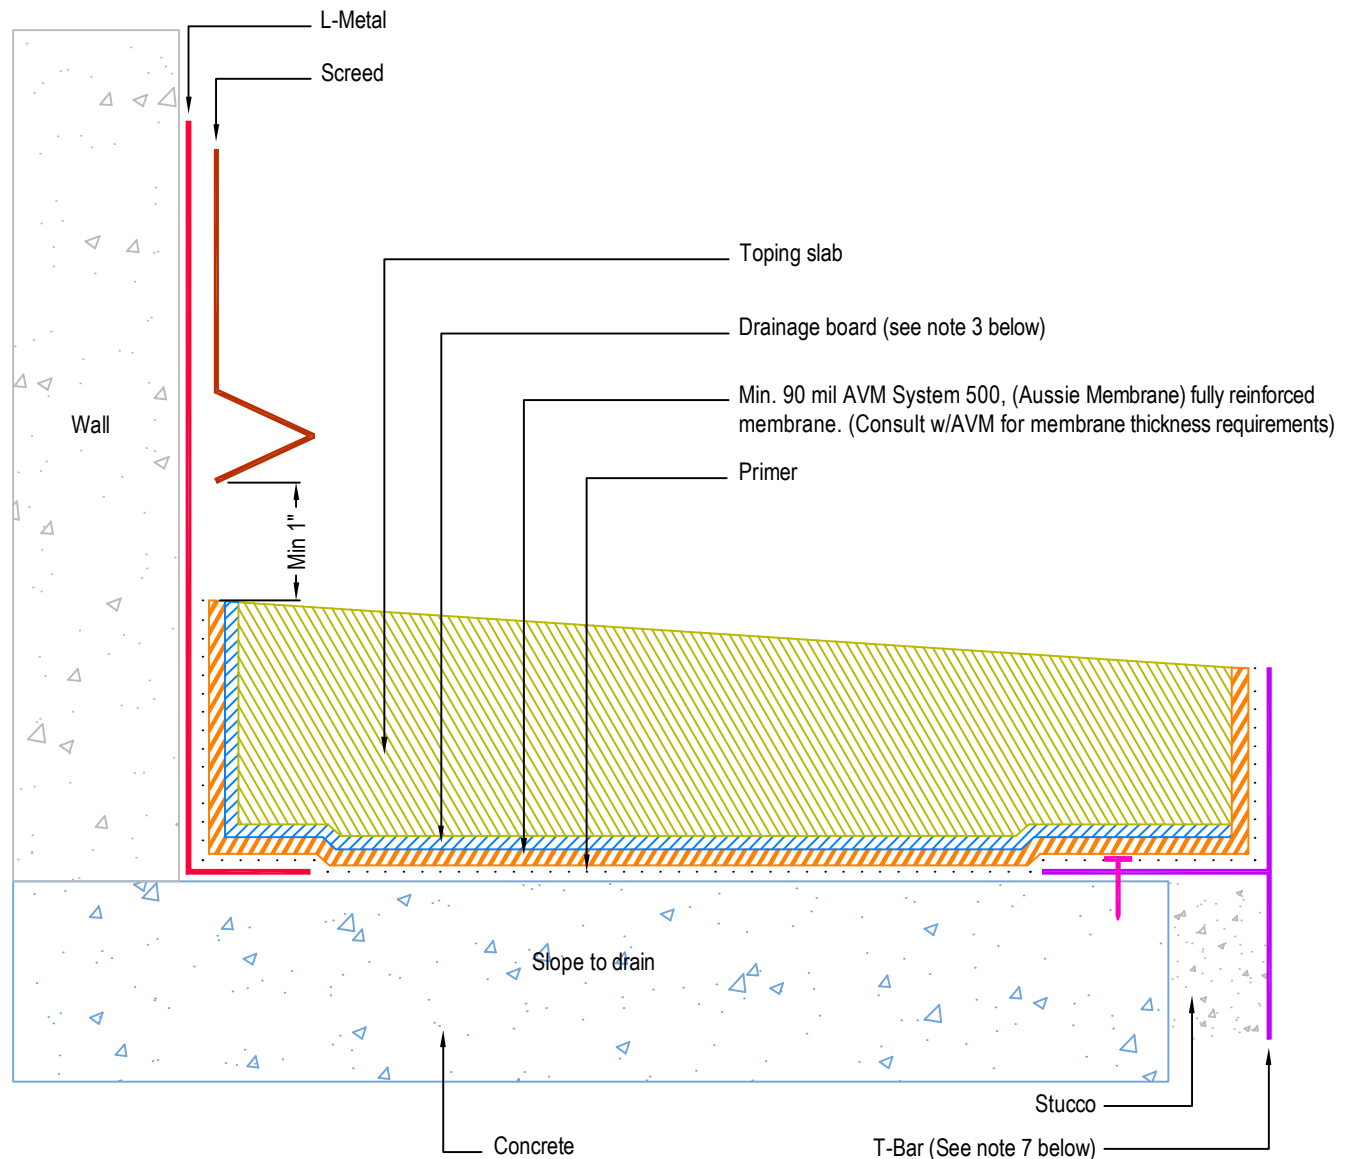 L-Metal
Screed
Toping slab
Drainage board (see note 3 below)
Min. 90 mil AVM System 500, (Aussie Membrane) fully reinforced
membrane. (Consult w/AVM for membrane thickness requirements)
Wall
Primer
Min 1"
Slope to drain
Stucco
Concrete
T-Bar (See note 7 below)